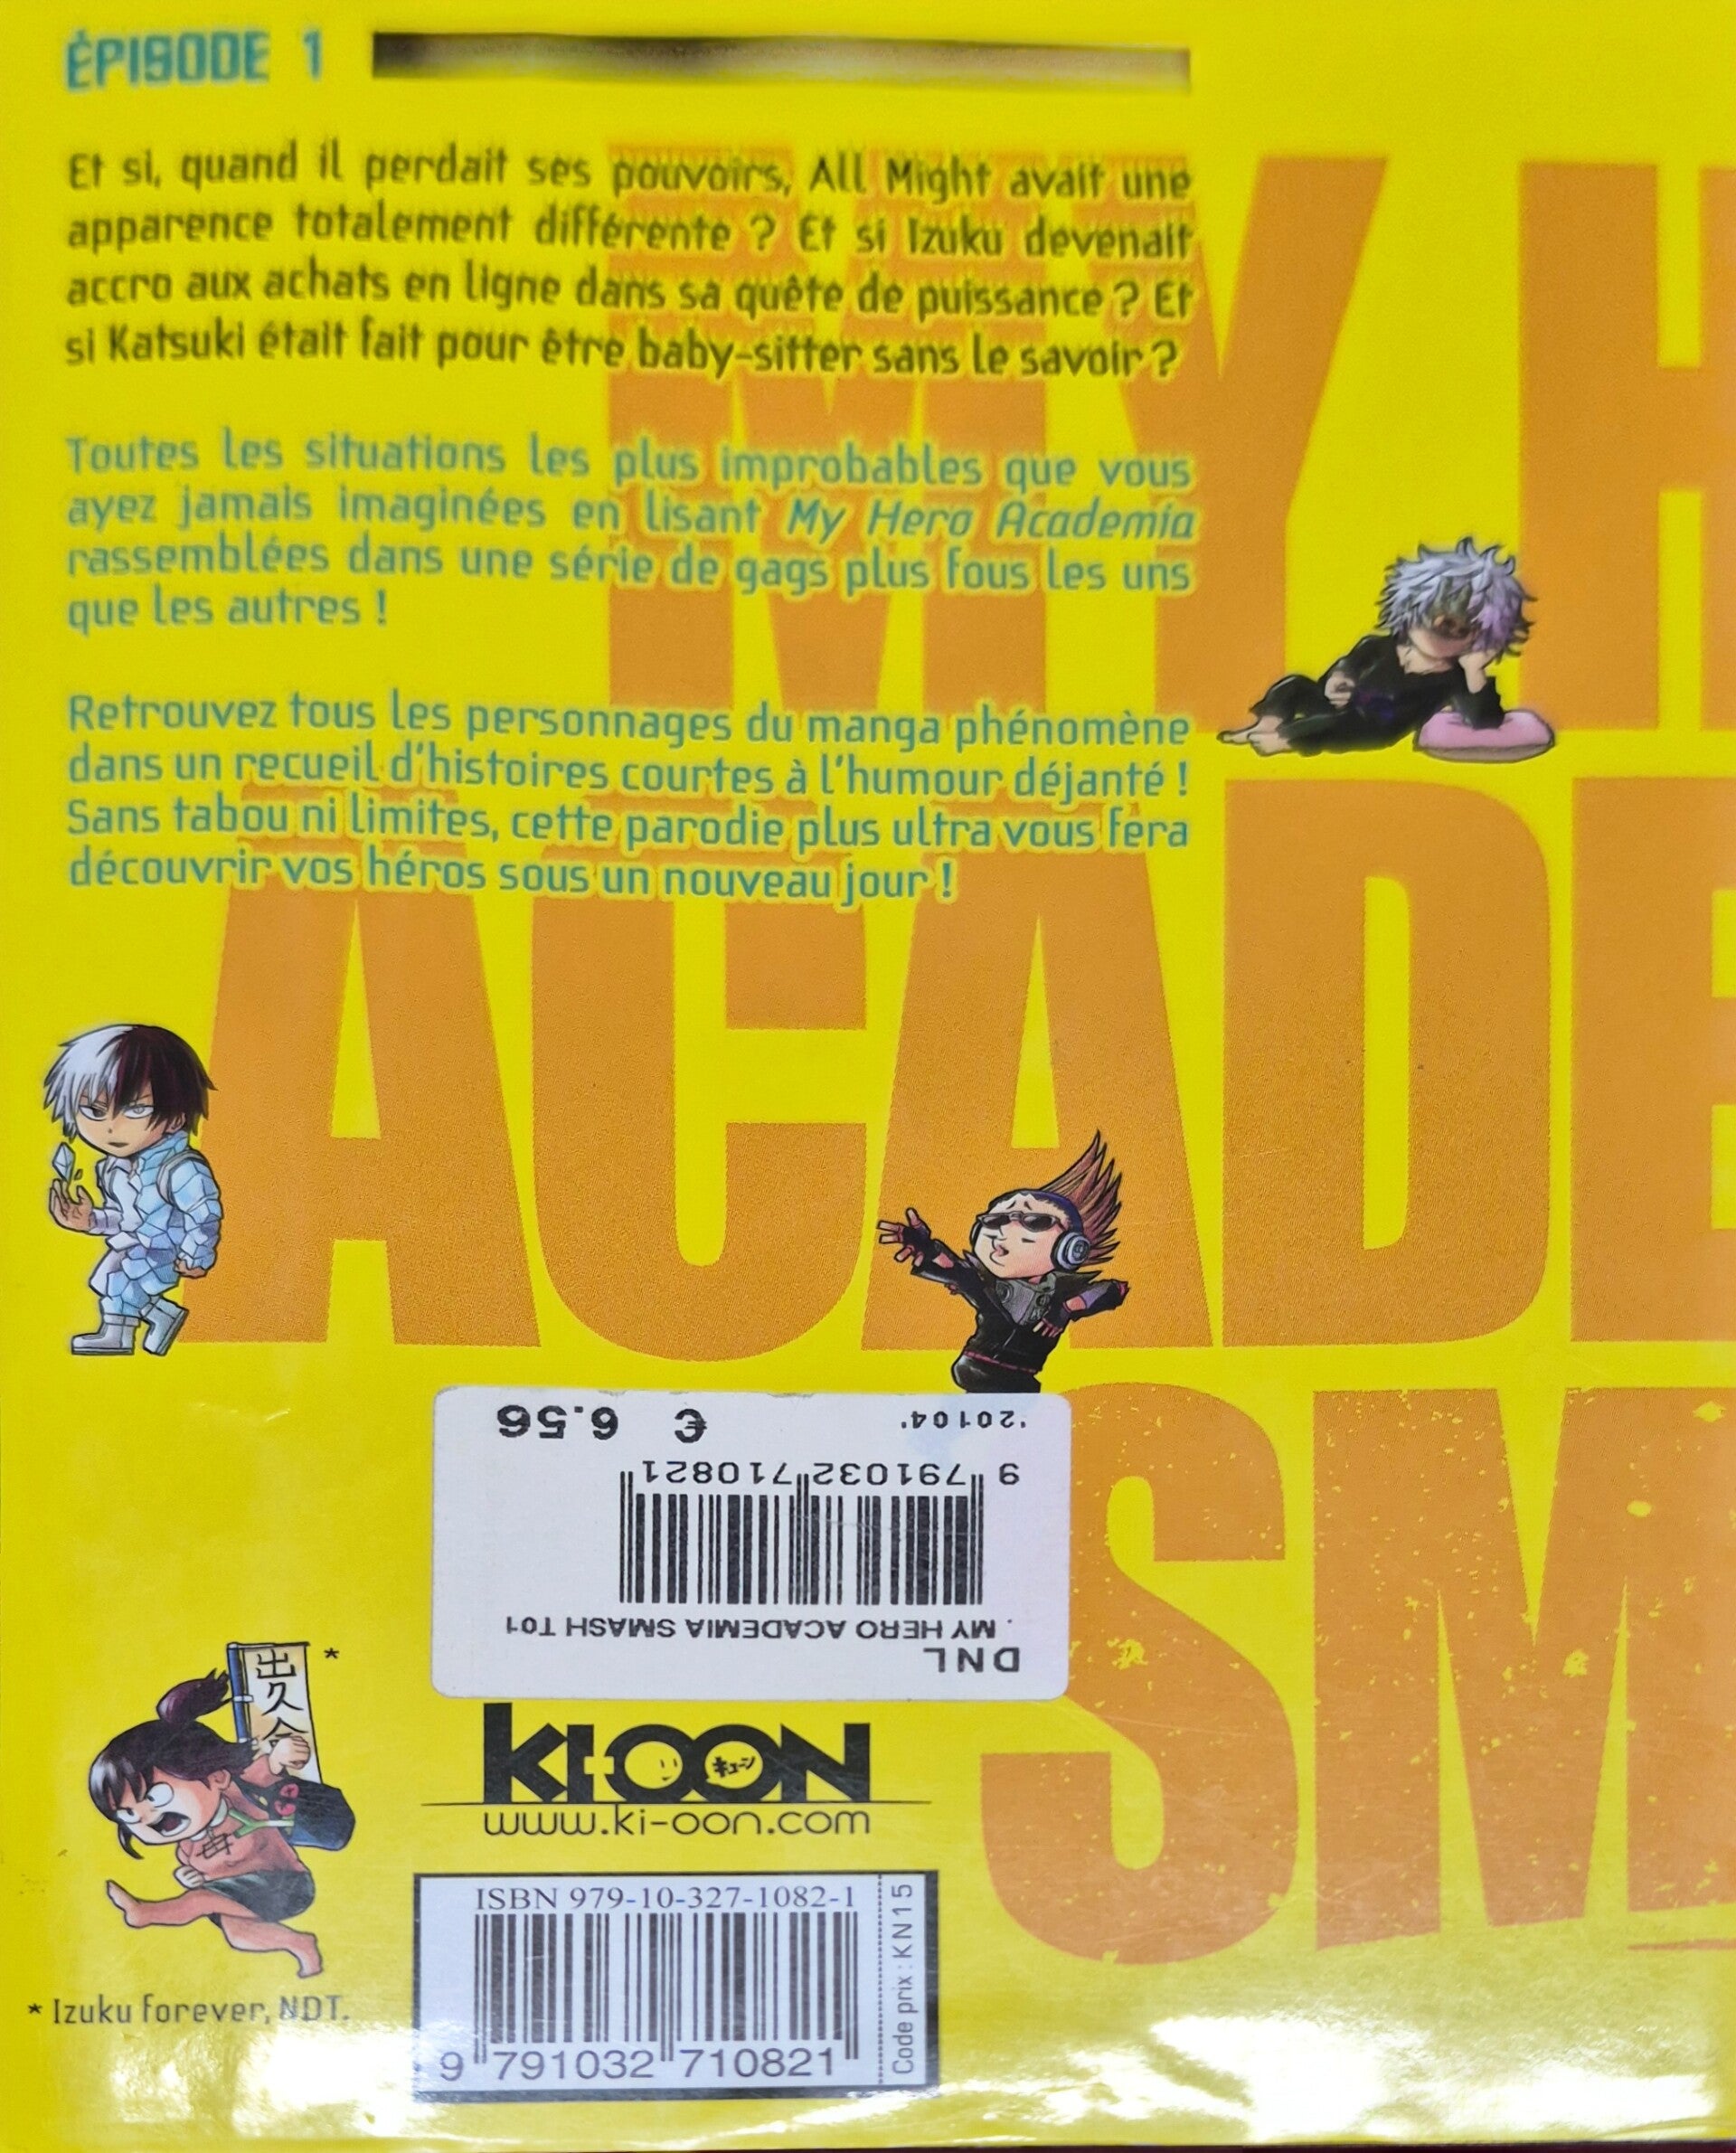 ÉPISODE 1
Et si, quand il perdait ses pouvoirs, All Might avait une
apparence totalement différente ? Et si Izuku devenait
accro aux achats en ligne dans sa quête de puissance ? Et
si Katsuki était fait pour être baby-sitter sans le savoir ?
Toutes les situations les plus improbables que vous
ayez jamais imaginées en lisant My Hero Academia
rassemblées dans une série de gags plus fous les uns
que les autres !
Retrouvez tous les personnages du manga phénomène
dans un recueil d'histoires courtes à l'humour déjanté !
Sans tabou ni limites, cette parodie plus ultra vous fera
découvrir vos héros sous un nouveau jour !
MY H
ACADE
SM
DNL
. MY HERO ACADEMIA SMASH T01
9 791032 710821
'20104' € 6.56
出久命
*
KI-OON
キューン
www.ki-oon.com
ISBN 979-10-327-1082-1
9 791032 710821
Code prix : KN15
* Izuku forever, NDT.